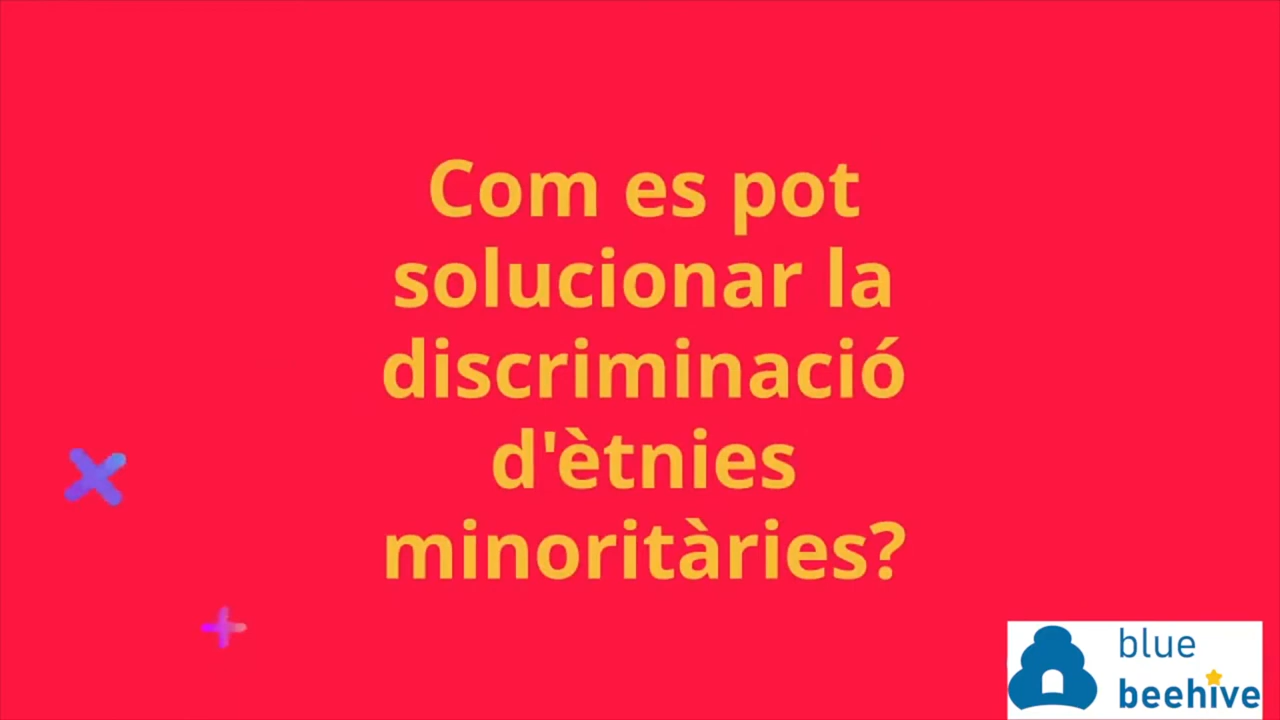 Com es pot
solucionar la
discriminació
d'ètnies
minoritàries?
blue
beehive